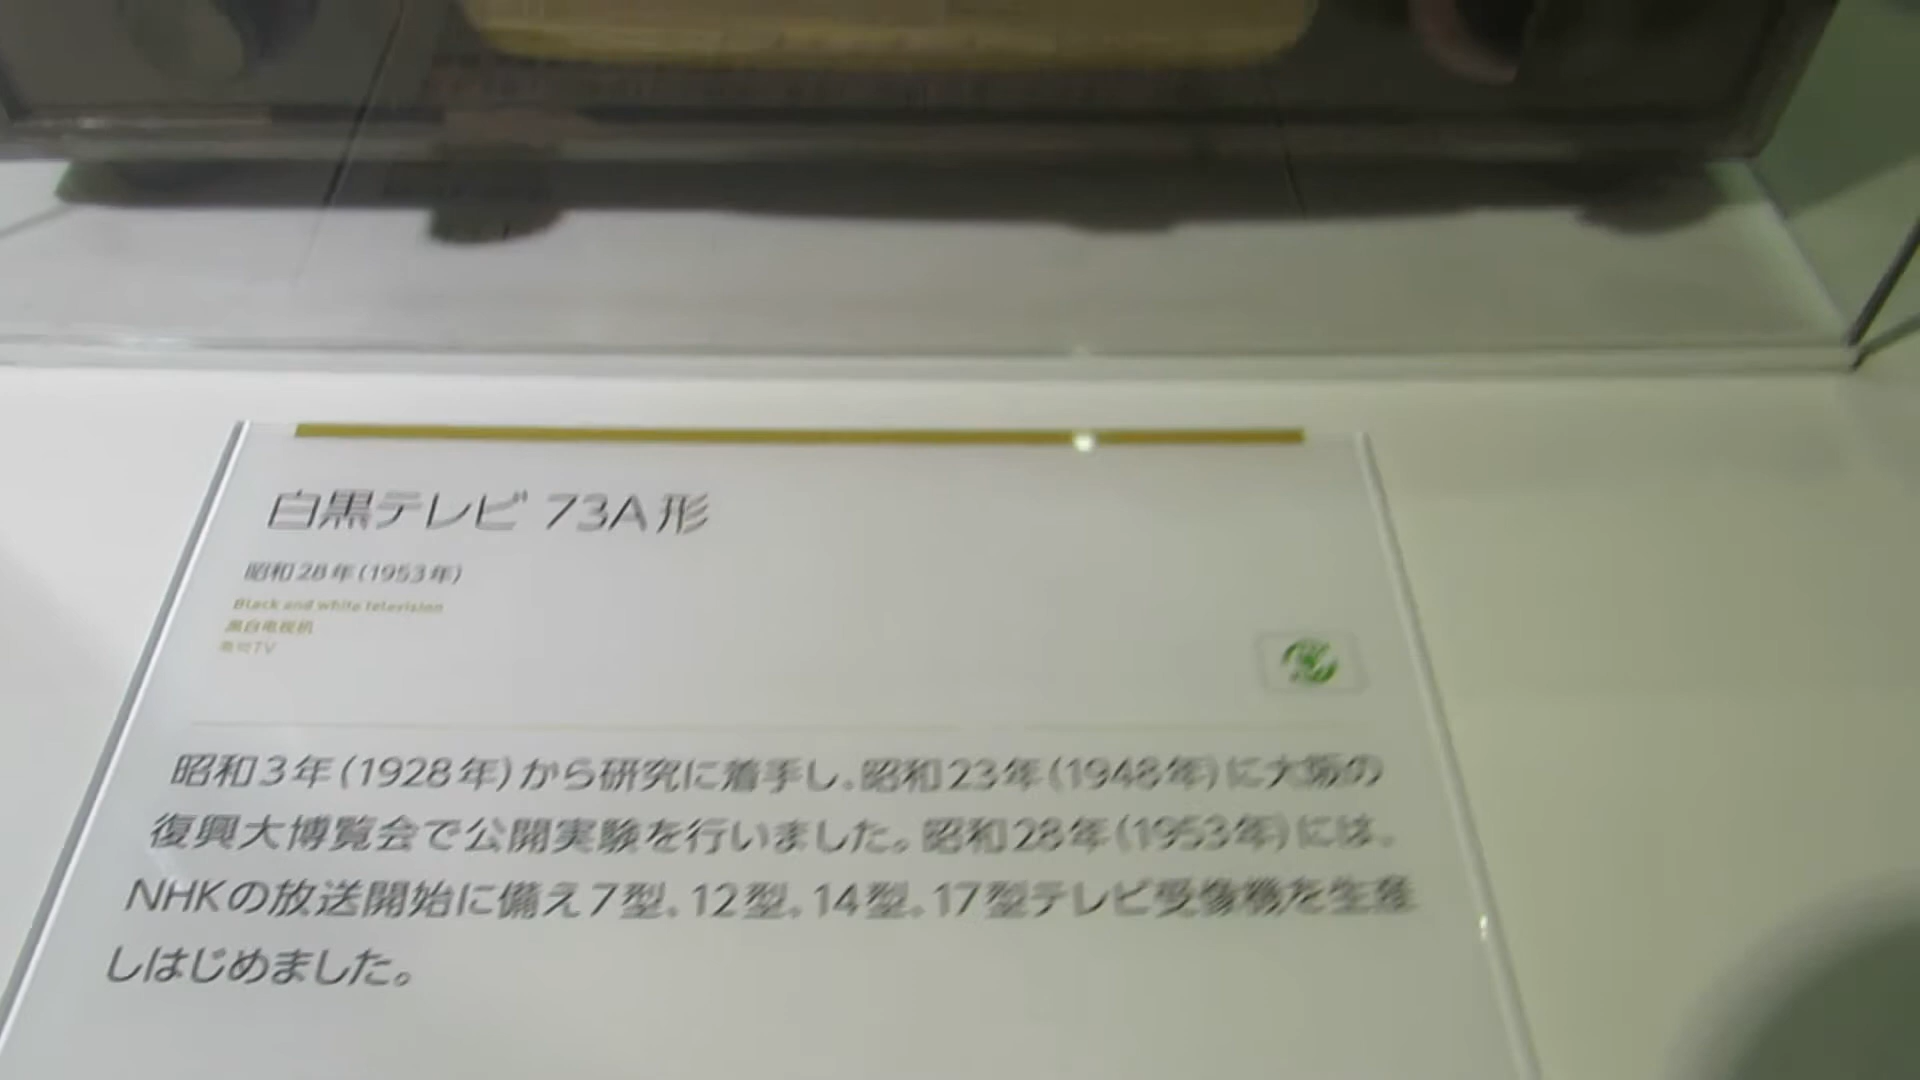 白黒テレビ 73A形
昭和28年(1953年)
Black and white television
黑白电视机
흑백TV
昭和3年(1928年)から研究に着手し、昭和23年(1948年)に大阪の
復興大博覧会で公開実験を行いました。昭和28年(1953年)には、
NHKの放送開始に備え7型、12型、14型、17型テレビ受像機を生産
しはじめました。